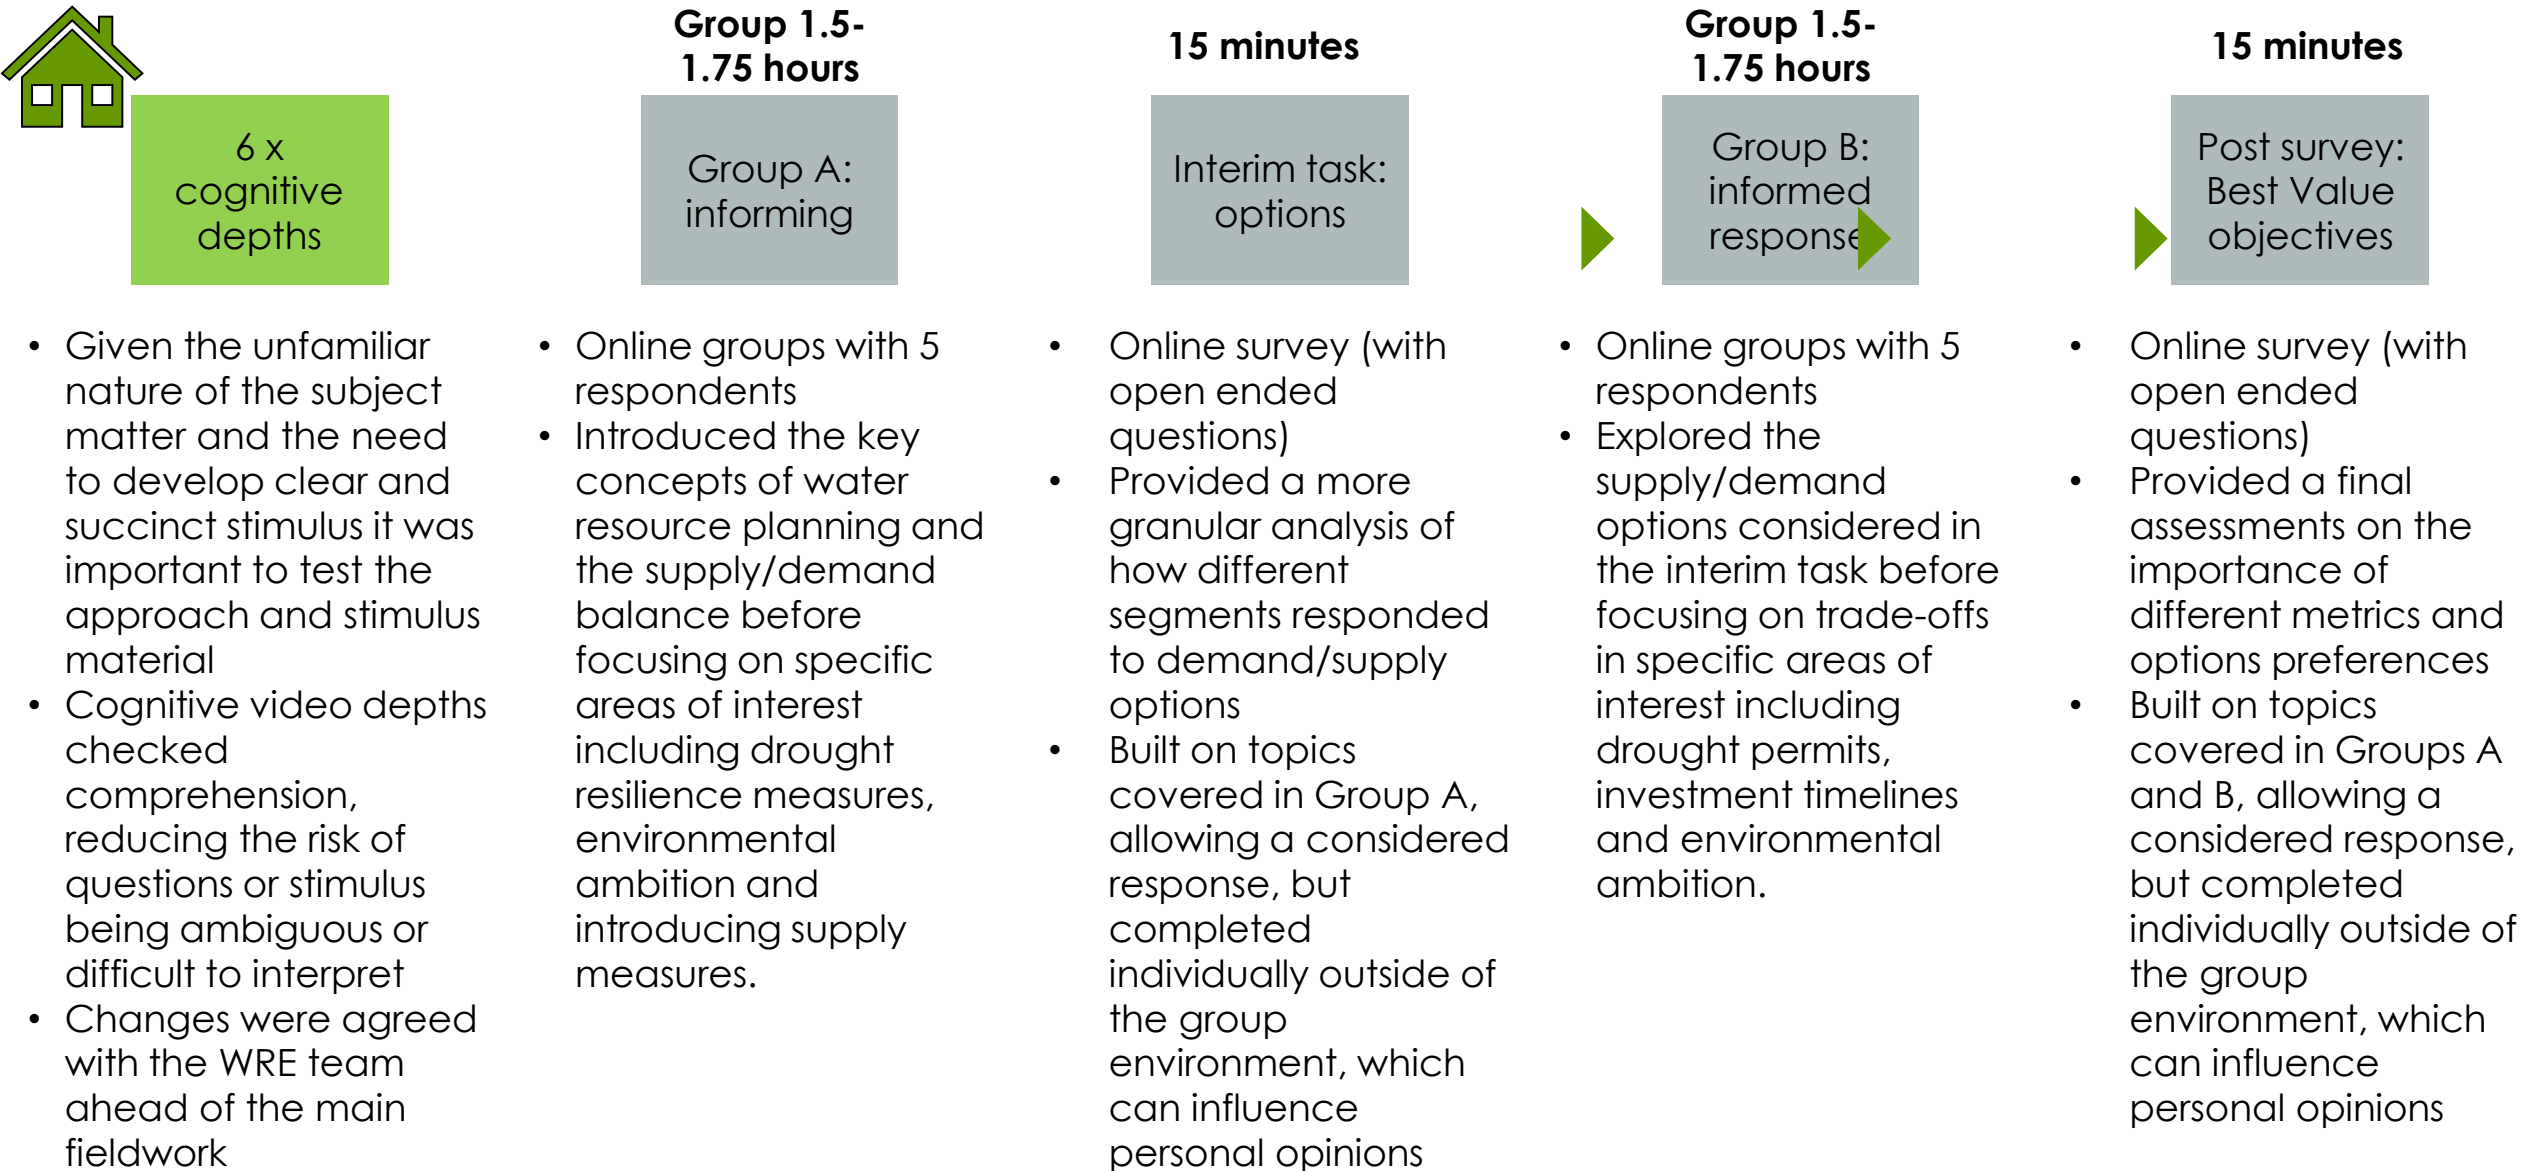 6 x
cognitive
depths
• Given the unfamiliar
nature of the subject
matter and the need
to develop clear and
succinct stimulus it was
important to test the
approach and stimulus
material
• Cognitive video depths
checked
comprehension,
reducing the risk of
questions or stimulus
being ambiguous or
difficult to interpret
• Changes were agreed
with the WRE team
ahead of the main
fieldwork
Group 1.5-
1.75 hours
Group A:
informing
• Online groups with 5
respondents
• Introduced the key
concepts of water
resource planning and
the supply/demand
balance before
focusing on specific
areas of interest
including drought
resilience measures,
environmental
ambition and
introducing supply
measures.
15 minutes
Interim task:
options
• Online survey (with
open ended
questions)
• Provided a more
granular analysis of
how different
segments responded
to demand/supply
options
• Built on topics
covered in Group A,
allowing a considered
response, but
completed
individually outside of
the group
environment, which
can influence
personal opinions
Group 1.5-
1.75 hours
Group B:
informed
response
• Online groups with 5
respondents
• Explored the
supply/demand
options considered in
the interim task before
focusing on trade-offs
in specific areas of
interest including
drought permits,
investment timelines
and environmental
ambition.
15 minutes
Post survey:
Best Value
objectives
• Online survey (with
open ended
questions)
• Provided a final
assessments on the
importance of
different metrics and
options preferences
• Built on topics
covered in Groups A
and B, allowing a
considered response,
but completed
individually outside of
the group
environment, which
can influence
personal opinions